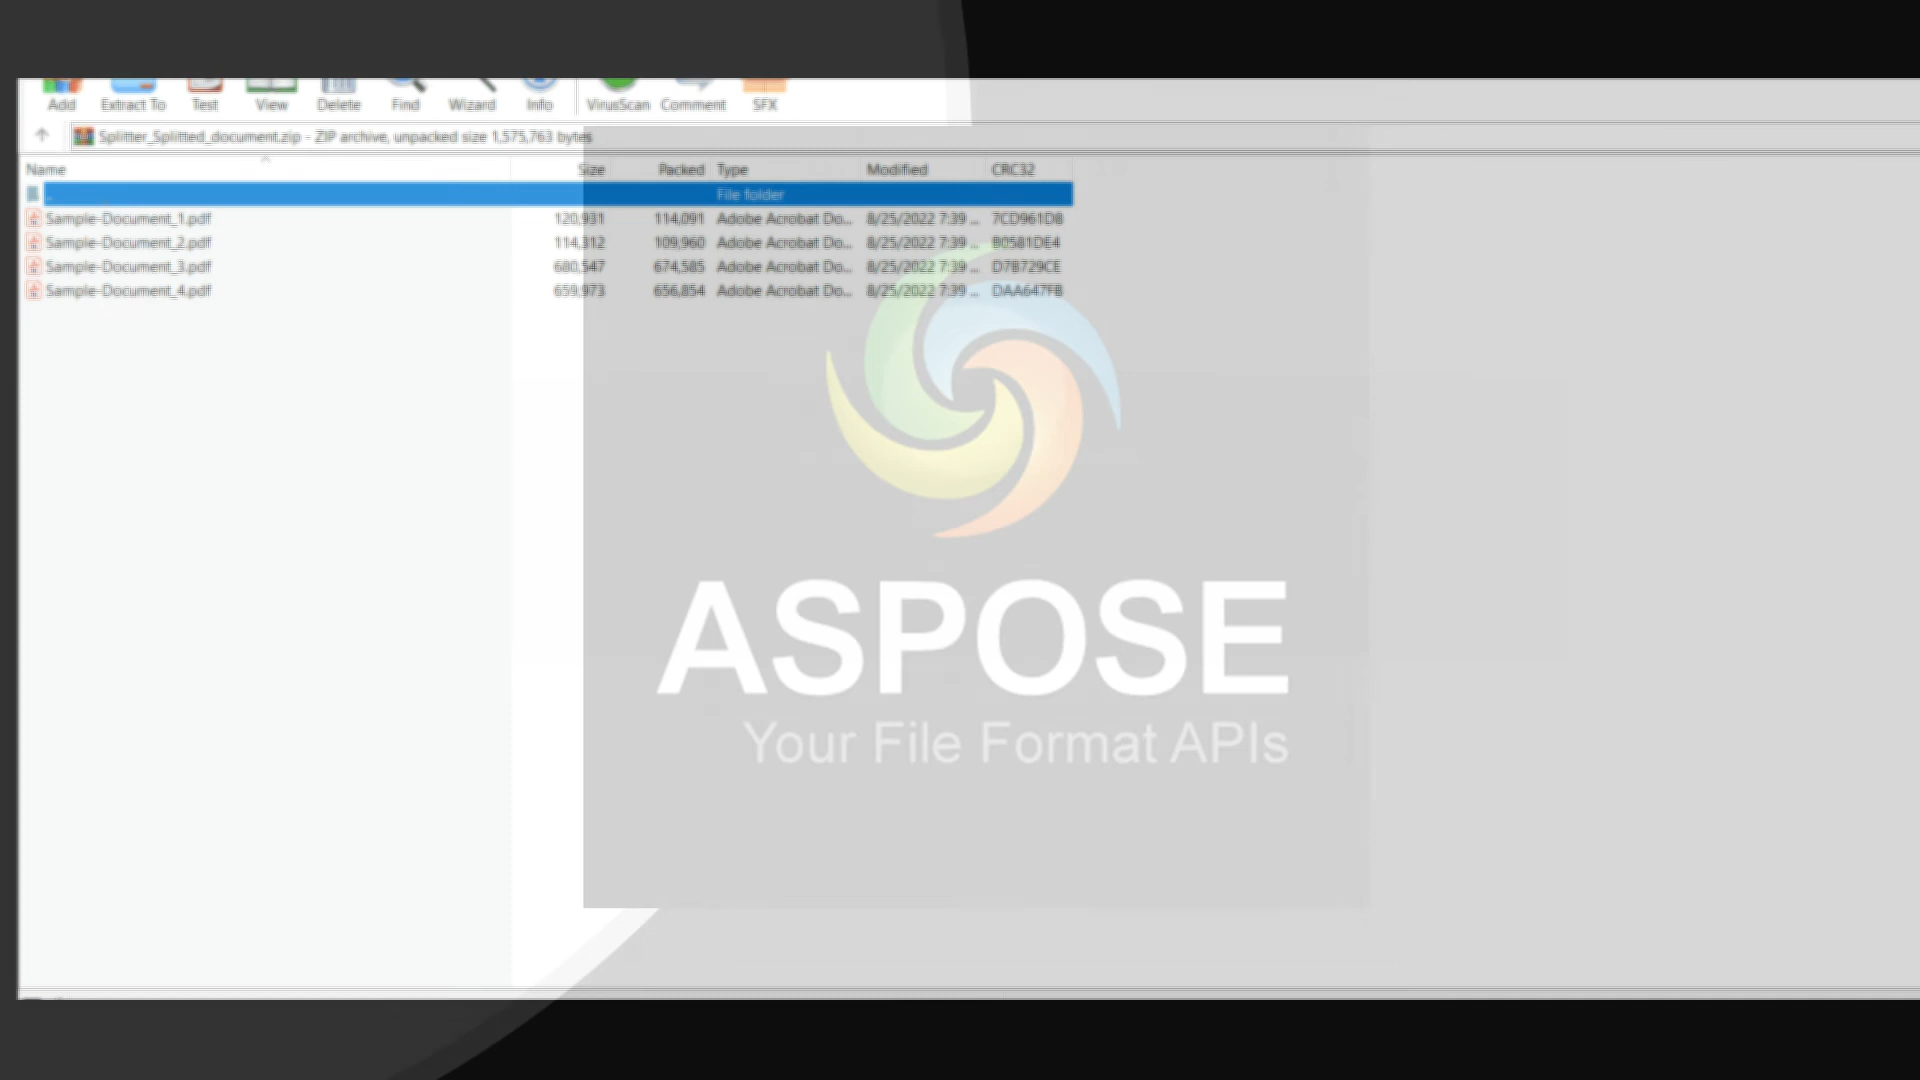 Add Extract To Test View Delete Find Wizard Info VirusScan Comment SFX
Splitter_Splitted_document.zip - ZIP archive, unpacked size 1,575,763 bytes
Name Size Packed Type Modified CRC32
.. File folder
Sample-Document_1.pdf 120,931 114,091 Adobe Acrobat Do... 8/25/2022 7:39 ... 7CD961D8
Sample-Document_2.pdf 114,312 109,960 Adobe Acrobat Do... 8/25/2022 7:39 ... B0581DE4
Sample-Document_3.pdf 680,547 674,585 Adobe Acrobat Do... 8/25/2022 7:39 ... D7B729CE
Sample-Document_4.pdf 659,973 656,854 Adobe Acrobat Do... 8/25/2022 7:39 ... DAA647FB
ASPOSE
Your File Format APIs